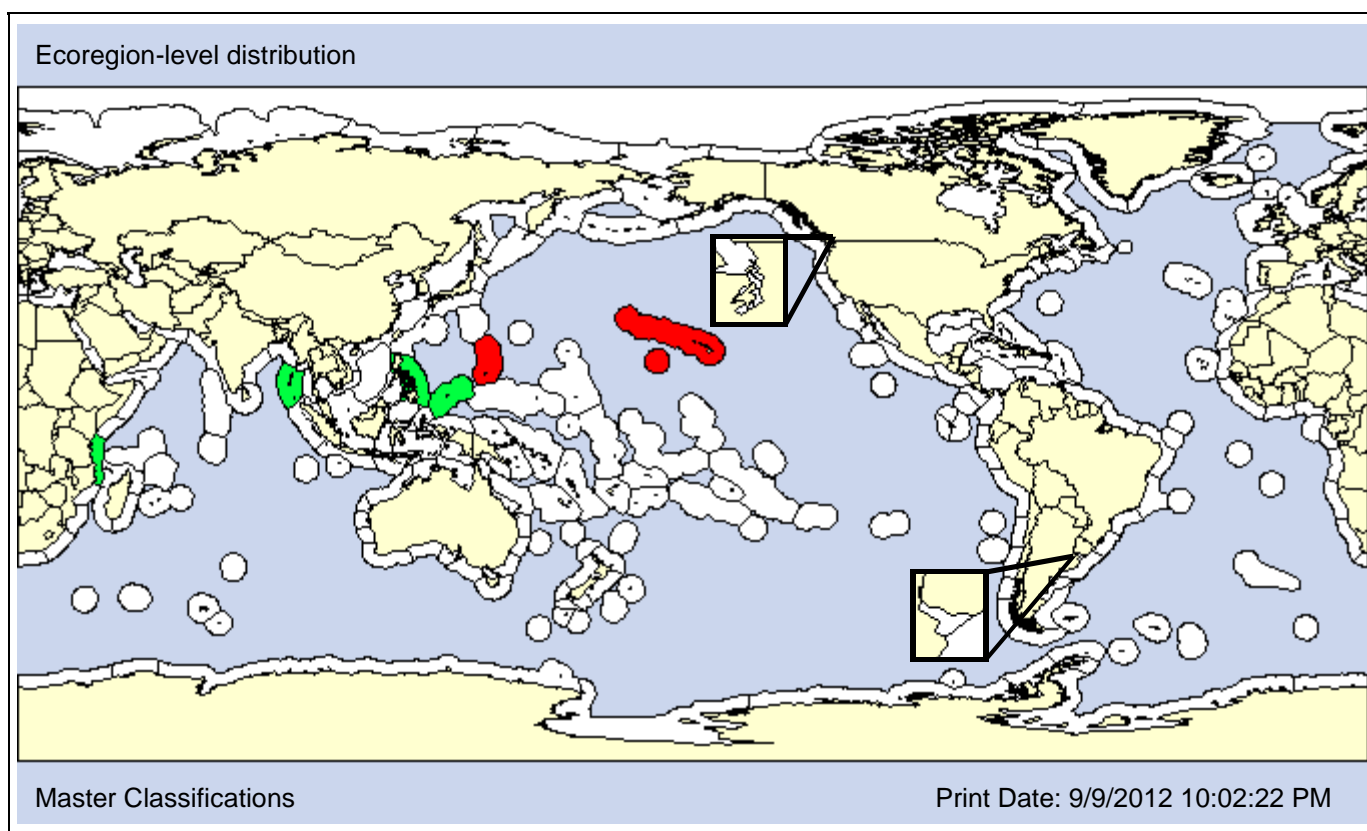 Ecoregion-level distribution
Master Classifications
Print Date: 9/9/2012 10:02:22 PM